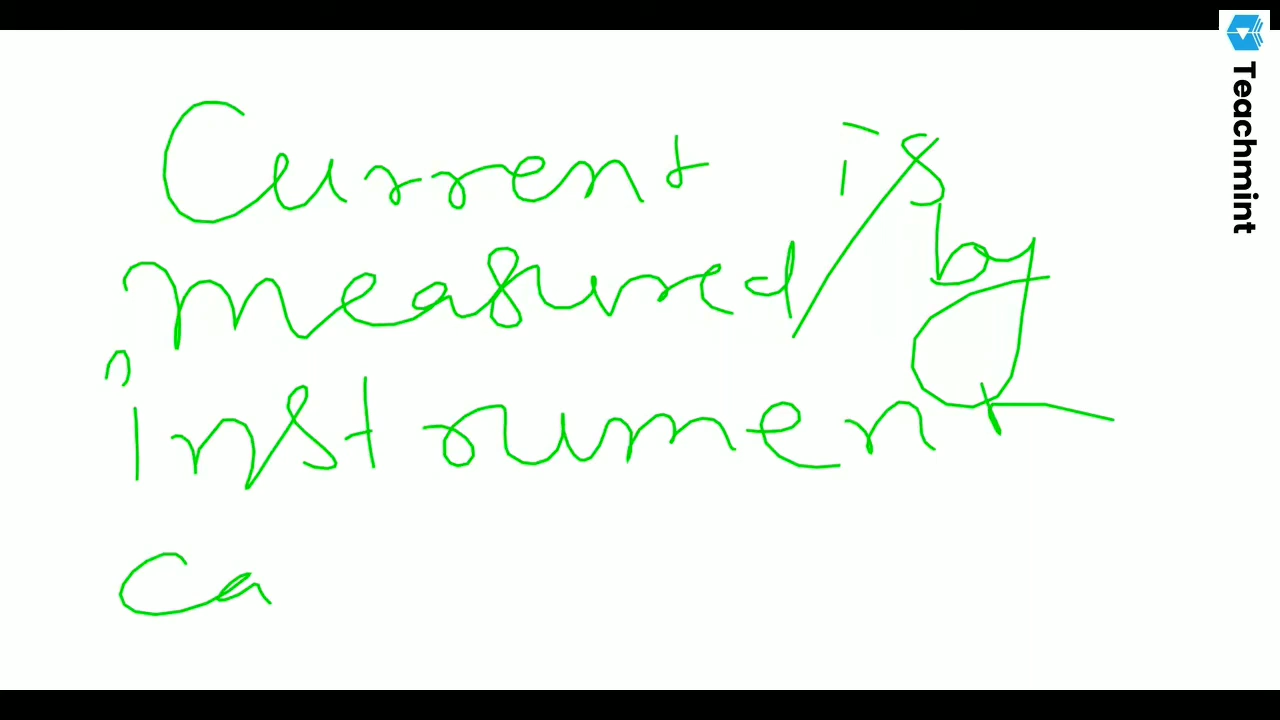 Current is
measured by
instrument
ca
Teachmint